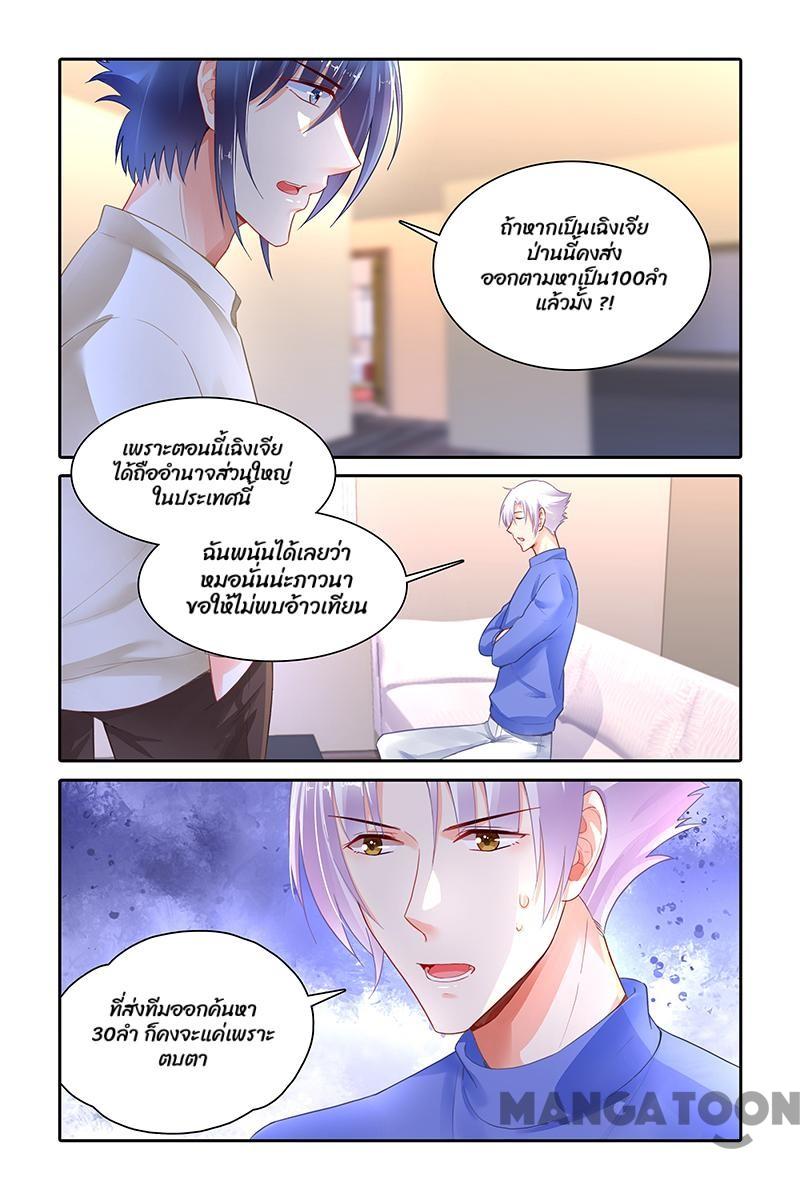 ถ้าหากเป็นเฉิงเจีย
ป่านนี้คงส่ง
ออกตามหาเป็น100ลำ
แล้วมั้ง ?!
เพราะตอนนี้เฉิงเจีย
ได้ถืออำนาจส่วนใหญ่
ในประเทศนี้
ฉันพนันได้เลยว่า
หมอนั่นน่ะภาวนา
ขอให้ไม่พบอ้าวเทียน
ที่ส่งทีมออกค้นหา
30ลำ ก็คงจะแค่เพราะ
ตบตา
MANGATOON